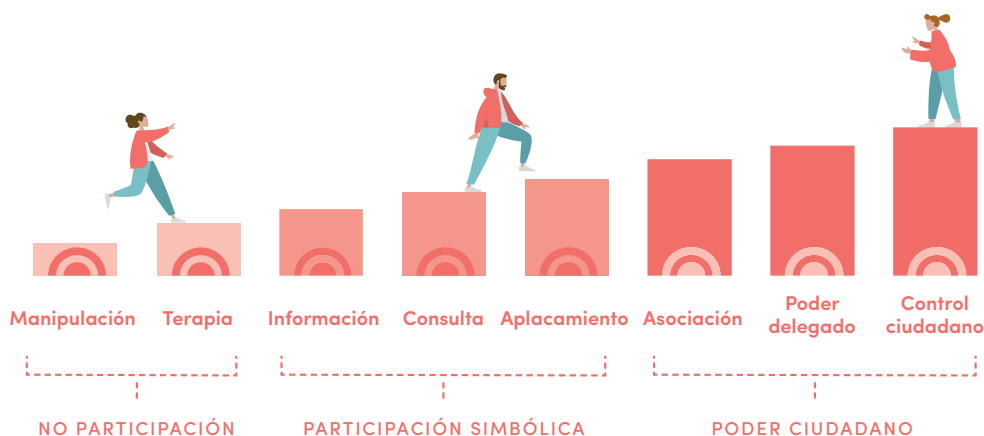 Manipulación
Terapia
Información
Consulta
Aplacamiento
Asociación
Poder
delegado
Control
ciudadano
NO PARTICIPACIÓN
PARTICIPACIÓN SIMBÓLICA
PODER CIUDADANO